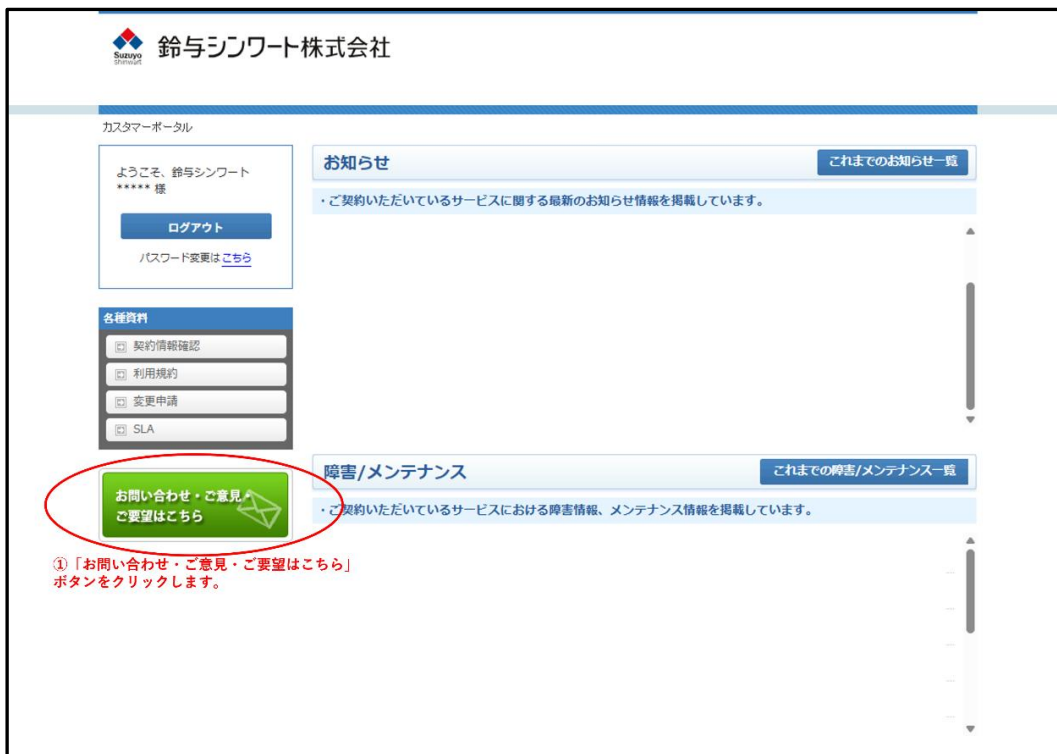 Suzuyo
Shinwart
鈴与シンワート株式会社
カスタマーポータル
ようこそ、鈴与シンワート
***** 様
ログアウト
パスワード変更はこちら
各種資料
契約情報確認
利用規約
変更申請
SLA
お問い合わせ・ご意見・
ご要望はこちら
①「お問い合わせ・ご意見・ご要望はこちら」
ボタンをクリックします。
お知らせ
これまでのお知らせ一覧
・ご契約いただいているサービスに関する最新のお知らせ情報を掲載しています。
障害/メンテナンス
これまでの障害/メンテナンス一覧
・ご契約いただいているサービスにおける障害情報、メンテナンス情報を掲載しています。